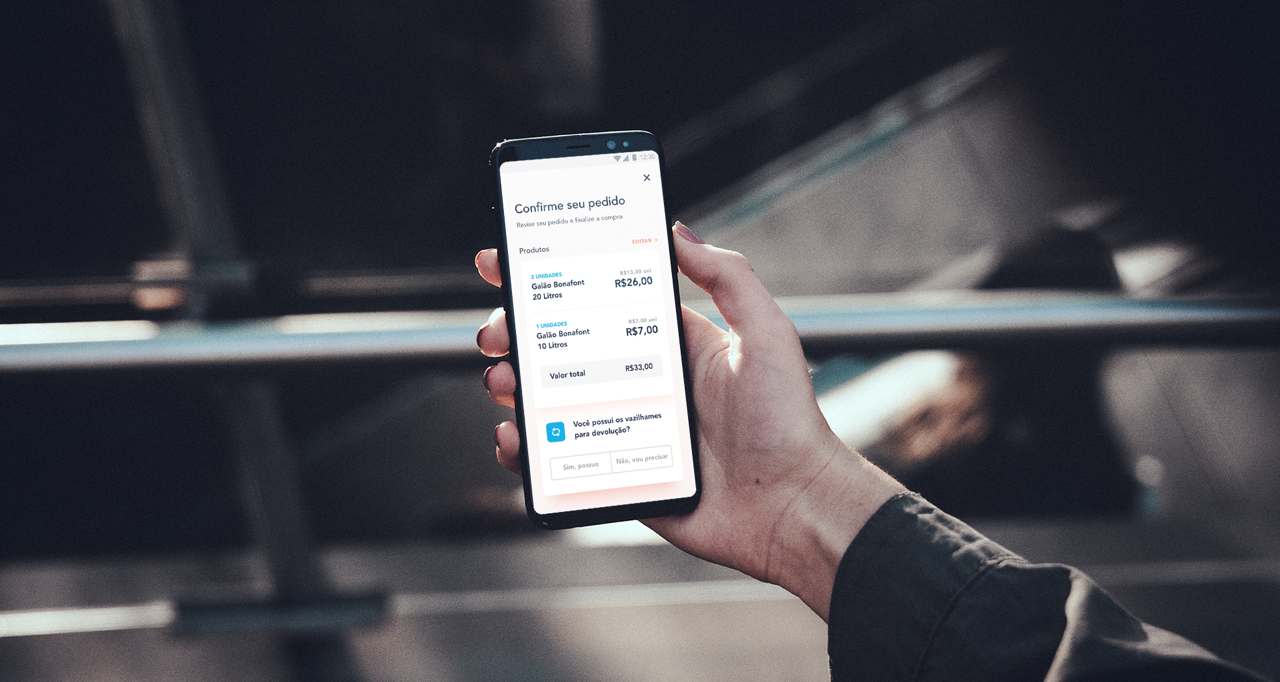 12:30
Confirme seu pedido
Revise seu pedido e finalize a compra
Produtos
EDITAR
2 UNIDADES
R$13,00 uni
Galão Bonafont
20 Litros
R$26,00
1 UNIDADES
R$7,00 uni
Galão Bonafont
10 Litros
R$7,00
Valor total
R$33,00
Você possui os vazilhames
para devolução?
Sim, possuo
Não, vou precisar